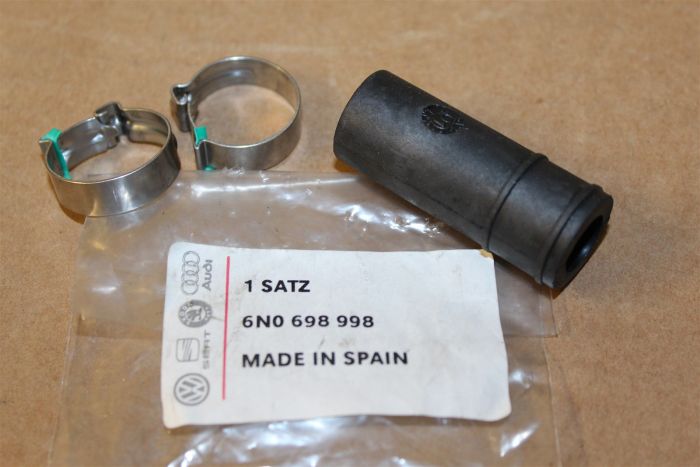 1 SATZ
6N0 698 998
MADE IN SPAIN
Audi
SEAT